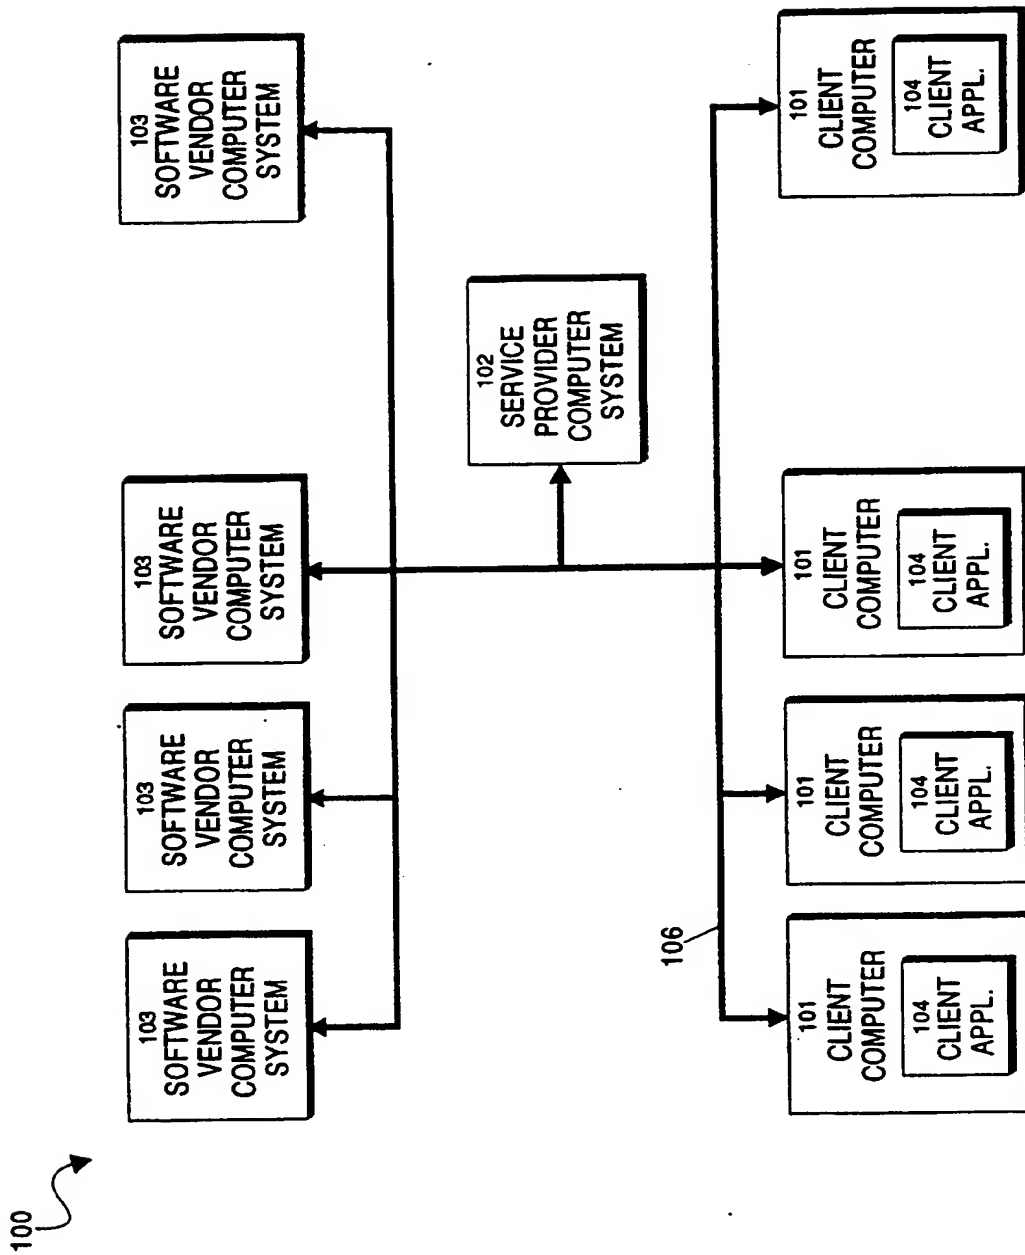 100
103
SOFTWARE
VENDOR
COMPUTER
SYSTEM
103
SOFTWARE
VENDOR
COMPUTER
SYSTEM
103
SOFTWARE
VENDOR
COMPUTER
SYSTEM
103
SOFTWARE
VENDOR
COMPUTER
SYSTEM
102
SERVICE
PROVIDER
COMPUTER
SYSTEM
106
101
CLIENT
COMPUTER
104
CLIENT
APPL.
101
CLIENT
COMPUTER
104
CLIENT
APPL.
101
CLIENT
COMPUTER
104
CLIENT
APPL.
101
CLIENT
COMPUTER
104
CLIENT
APPL.